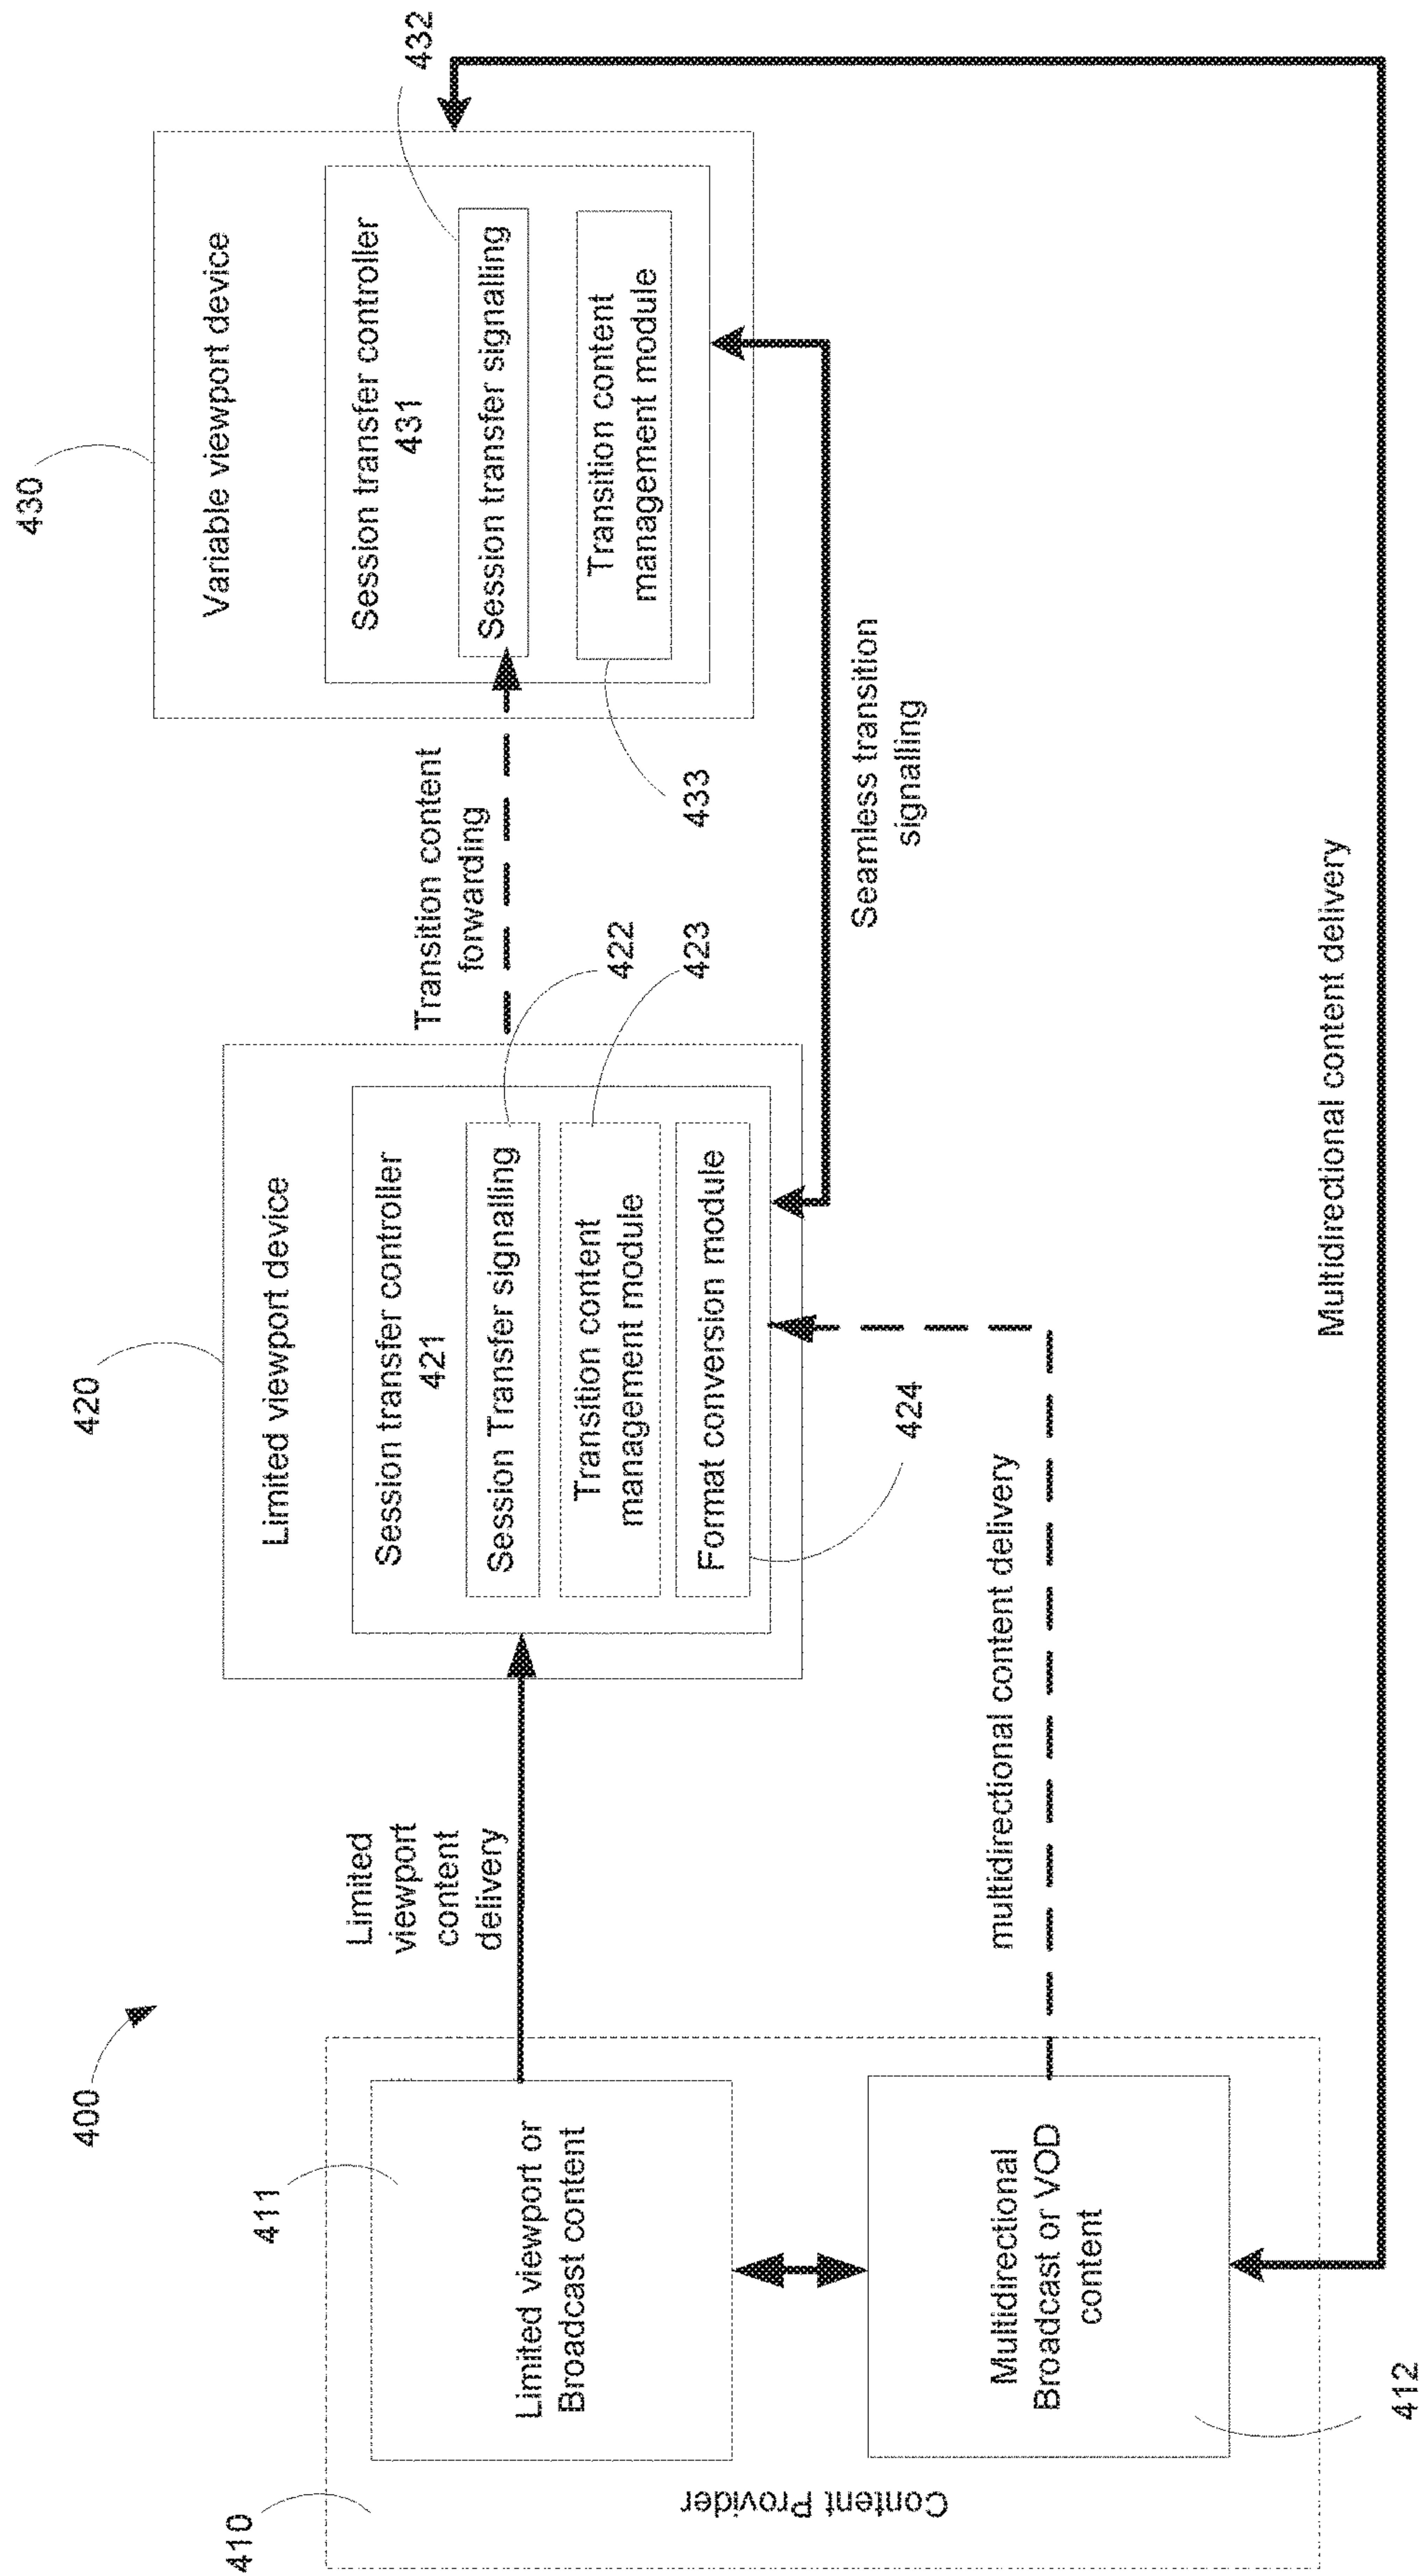 400
410
Content Provider
411
Limited viewport or
Broadcast content
Multidirectional
Broadcast or VOD
content
412
Limited
viewport
content
delivery
multidirectional content delivery
420
Limited viewport device
Session transfer controller
421
Session Transfer signalling
Transition content
management module
Format conversion module
422
423
424
Transition content
forwarding
Seamless transition
signalling
Multidirectional content delivery
430
Variable viewport device
Session transfer controller
431
Session transfer signalling
Transition content
management module
432
433